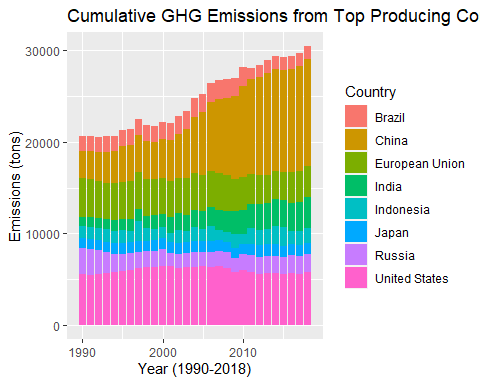 Cumulative GHG Emissions from Top Producing Co
30000
20000
10000
0
Emissions (tons)
1990
2000
2010
Year (1990-2018)
Country
Brazil
China
European Union
India
Indonesia
Japan
Russia
United States